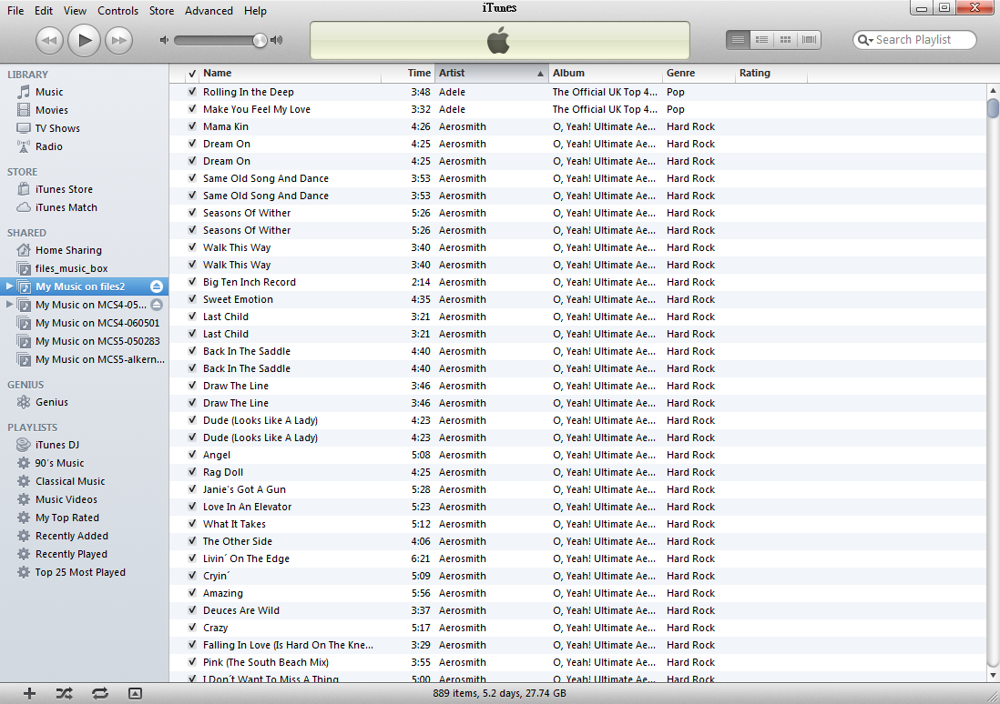 iTunes
File Edit View Controls Store Advanced Help
Search Playlist
LIBRARY
Music
Movies
TV Shows
Radio
STORE
iTunes Store
iTunes Match
SHARED
Home Sharing
files_music_box
My Music on files2
My Music on MCS4-05...
My Music on MCS4-060501
My Music on MCS5-050283
My Music on MCS5-alkern...
GENIUS
Genius
PLAYLISTS
iTunes DJ
90's Music
Classical Music
Music Videos
My Top Rated
Recently Added
Recently Played
Top 25 Most Played
✓ Name Time Artist Album Genre Rating
✓ Rolling In the Deep 3:48 Adele The Official UK Top 4... Pop
✓ Make You Feel My Love 3:32 Adele The Official UK Top 4... Pop
✓ Mama Kin 4:26 Aerosmith O, Yeah! Ultimate Ae... Hard Rock
✓ Dream On 4:25 Aerosmith O, Yeah! Ultimate Ae... Hard Rock
✓ Dream On 4:25 Aerosmith O, Yeah! Ultimate Ae... Hard Rock
✓ Same Old Song And Dance 3:53 Aerosmith O, Yeah! Ultimate Ae... Hard Rock
✓ Same Old Song And Dance 3:53 Aerosmith O, Yeah! Ultimate Ae... Hard Rock
✓ Seasons Of Wither 5:26 Aerosmith O, Yeah! Ultimate Ae... Hard Rock
✓ Seasons Of Wither 5:26 Aerosmith O, Yeah! Ultimate Ae... Hard Rock
✓ Walk This Way 3:40 Aerosmith O, Yeah! Ultimate Ae... Hard Rock
✓ Walk This Way 3:40 Aerosmith O, Yeah! Ultimate Ae... Hard Rock
✓ Big Ten Inch Record 2:14 Aerosmith O, Yeah! Ultimate Ae... Hard Rock
✓ Sweet Emotion 4:35 Aerosmith O, Yeah! Ultimate Ae... Hard Rock
✓ Last Child 3:21 Aerosmith O, Yeah! Ultimate Ae... Hard Rock
✓ Last Child 3:21 Aerosmith O, Yeah! Ultimate Ae... Hard Rock
✓ Back In The Saddle 4:40 Aerosmith O, Yeah! Ultimate Ae... Hard Rock
✓ Back In The Saddle 4:40 Aerosmith O, Yeah! Ultimate Ae... Hard Rock
✓ Draw The Line 3:46 Aerosmith O, Yeah! Ultimate Ae... Hard Rock
✓ Draw The Line 3:46 Aerosmith O, Yeah! Ultimate Ae... Hard Rock
✓ Dude (Looks Like A Lady) 4:23 Aerosmith O, Yeah! Ultimate Ae... Hard Rock
✓ Dude (Looks Like A Lady) 4:23 Aerosmith O, Yeah! Ultimate Ae... Hard Rock
✓ Angel 5:08 Aerosmith O, Yeah! Ultimate Ae... Hard Rock
✓ Rag Doll 4:25 Aerosmith O, Yeah! Ultimate Ae... Hard Rock
✓ Janie's Got A Gun 5:28 Aerosmith O, Yeah! Ultimate Ae... Hard Rock
✓ Love In An Elevator 5:23 Aerosmith O, Yeah! Ultimate Ae... Hard Rock
✓ What It Takes 5:12 Aerosmith O, Yeah! Ultimate Ae... Hard Rock
✓ The Other Side 4:06 Aerosmith O, Yeah! Ultimate Ae... Hard Rock
✓ Livin´ On The Edge 6:21 Aerosmith O, Yeah! Ultimate Ae... Hard Rock
✓ Cryin´ 5:09 Aerosmith O, Yeah! Ultimate Ae... Hard Rock
✓ Amazing 5:56 Aerosmith O, Yeah! Ultimate Ae... Hard Rock
✓ Deuces Are Wild 3:37 Aerosmith O, Yeah! Ultimate Ae... Hard Rock
✓ Crazy 5:17 Aerosmith O, Yeah! Ultimate Ae... Hard Rock
✓ Falling In Love (Is Hard On The Kne... 3:29 Aerosmith O, Yeah! Ultimate Ae... Hard Rock
✓ Pink (The South Beach Mix) 3:55 Aerosmith O, Yeah! Ultimate Ae... Hard Rock
✓ I Don´t Want To Miss A Thing 5:00 Aerosmith O, Yeah! Ultimate Ae... Hard Rock
889 items, 5.2 days, 27.74 GB